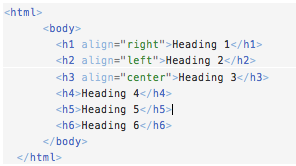 <html>
<body>
<h1 align="right">Heading 1</h1>
<h2 align="left">Heading 2</h2>
<h3 align="center">Heading 3</h3>
<h4>Heading 4</h4>
<h5>Heading 5</h5>
<h6>Heading 6</h6>
</body>
</html>